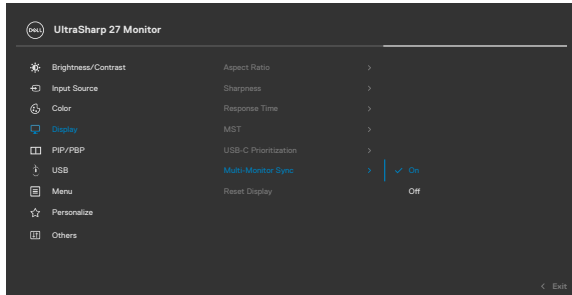 DELL UltraSharp 27 Monitor
Brightness/Contrast Aspect Ratio >
Input Source Sharpness >
Color Response Time >
Display MST >
PIP/PBP USB-C Prioritization >
USB Multi-Monitor Sync > ✓ On
Menu Reset Display Off
Personalize
Others
< Exit